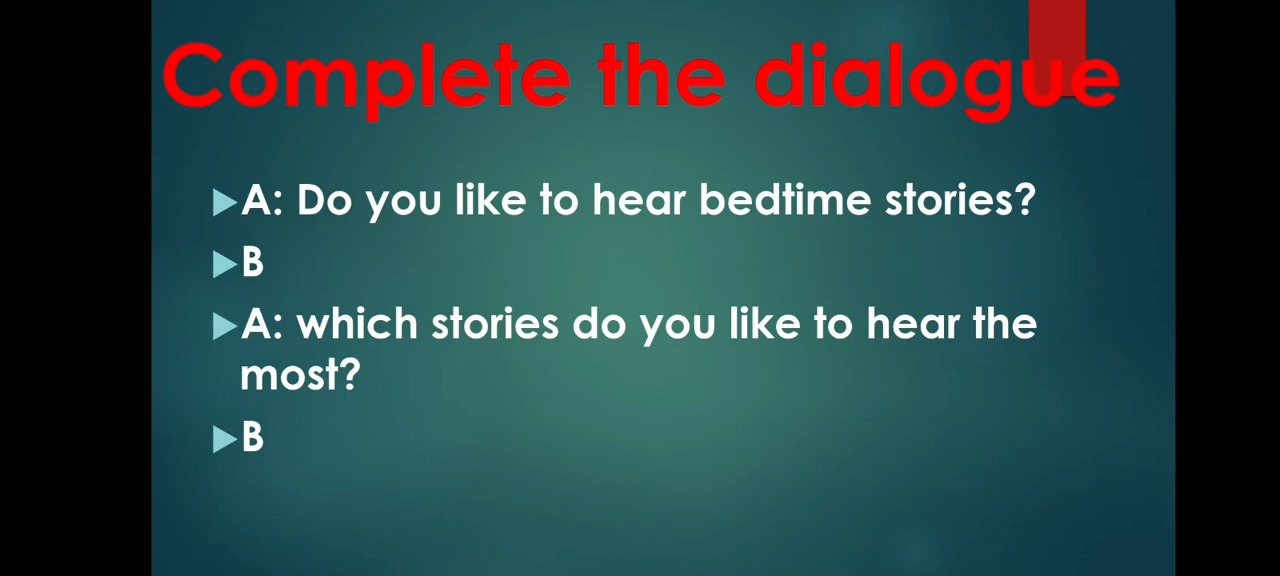 Complete the dialogue
A: Do you like to hear bedtime stories?
B
A: which stories do you like to hear the
most?
B